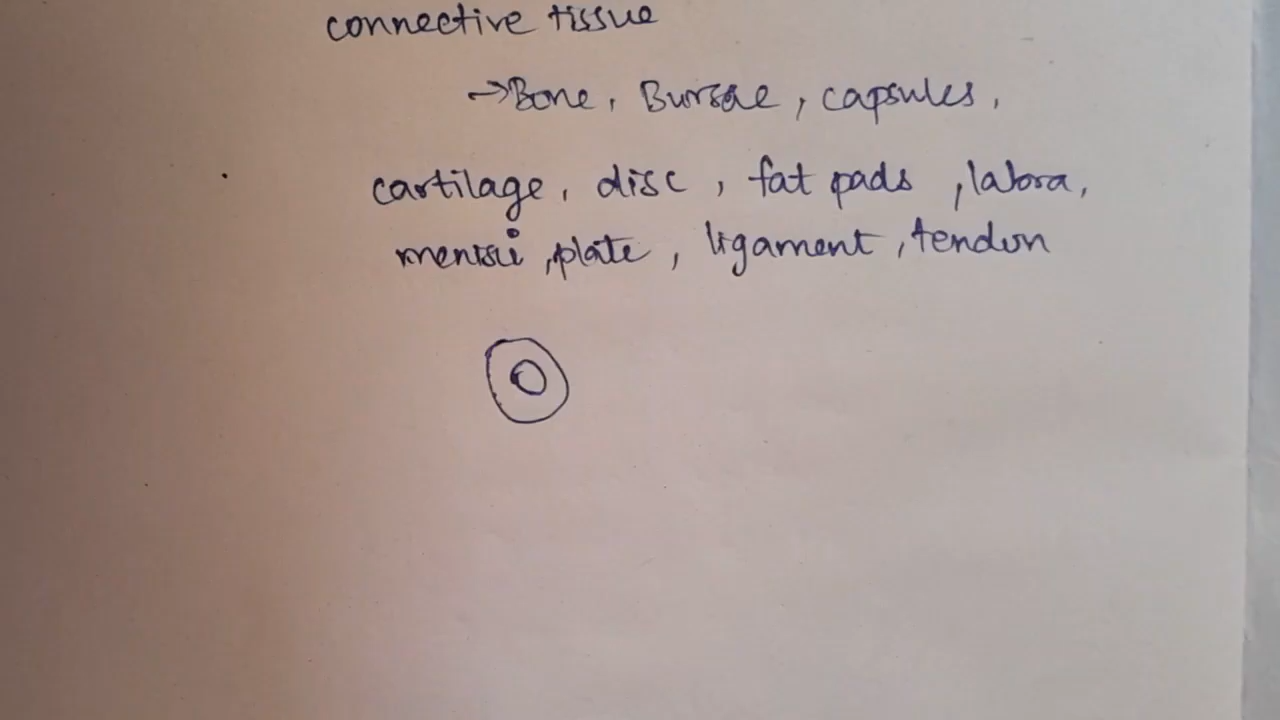 connective tissue
→Bone, Bursae, capsules,
cartilage, disc, fat pads, labra,
menisci, plate, ligament, tendon